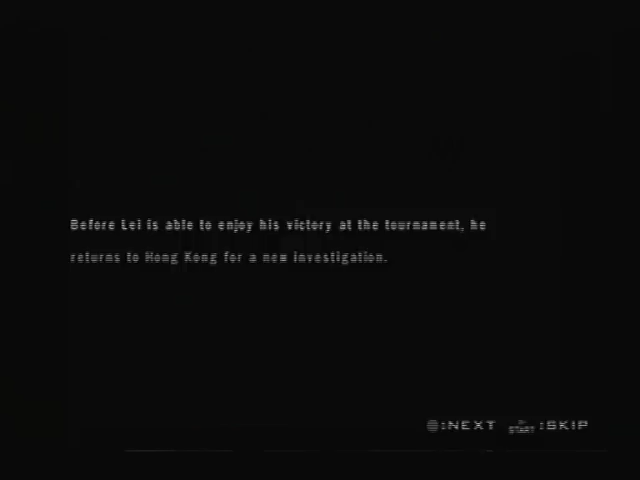 Before Lei is able to enjoy his victory at the tournament, he
returns to Hong Kong for a new investigation.
:NEXT START :SKIP